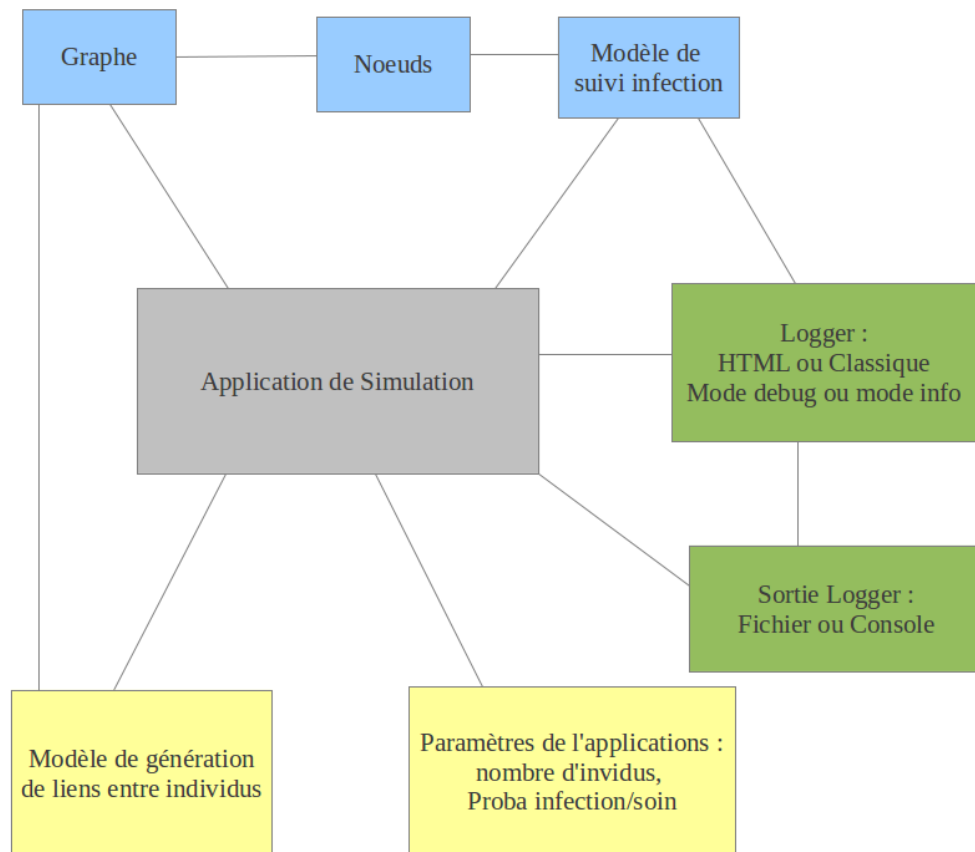 Graphe
Noeuds
Modèle de
suivi infection
Application de Simulation
Logger :
HTML ou Classique
Mode debug ou mode info
Sortie Logger :
Fichier ou Console
Modèle de génération
de liens entre individus
Paramètres de l'applications :
nombre d'invidus,
Proba infection/soin